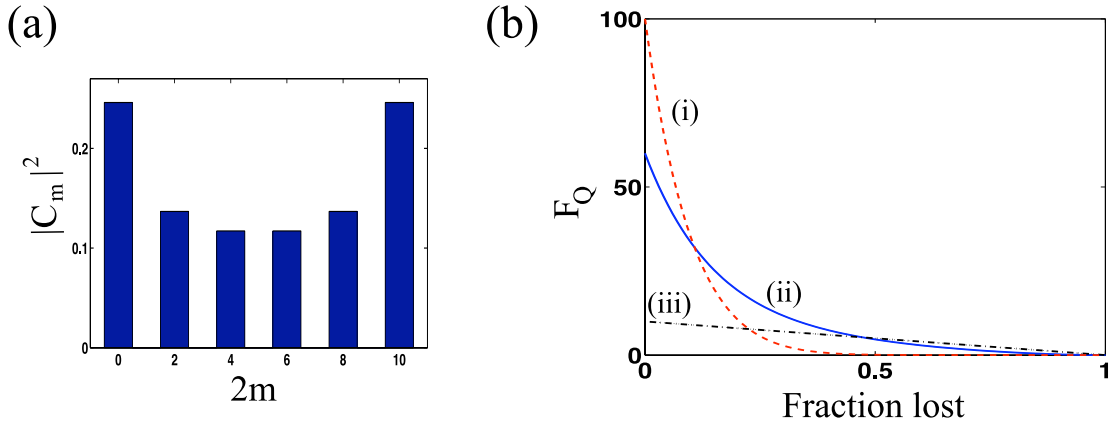 (a)
|C_m|^2
0.2
0.1
0
0 2 4 6 8 10
2m
(b)
F_Q
100
50
0
(i)
(ii)
(iii)
0 0.5 1
Fraction lost